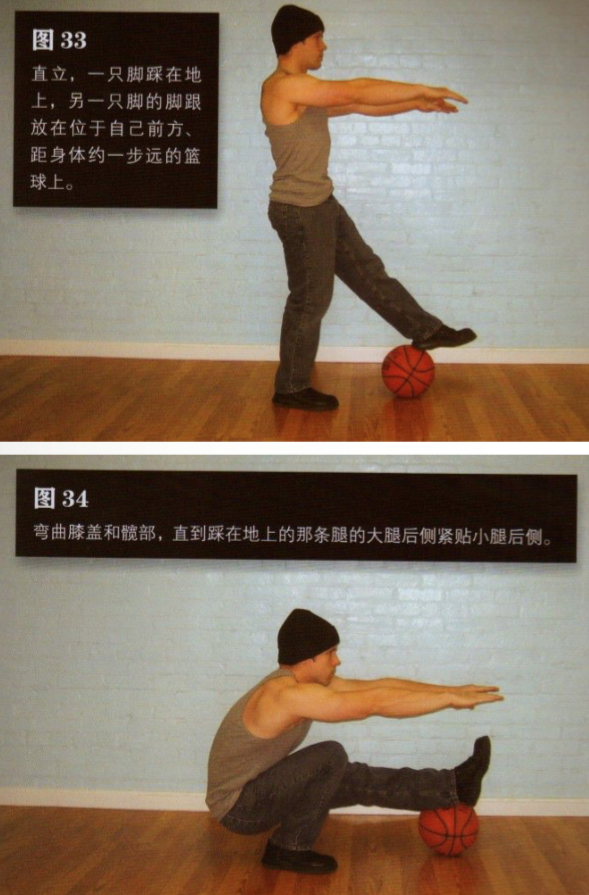 图 33
直立，一只脚踩在地
上，另一只脚的脚跟
放在位于自己前方、
距身体约一步远的篮
球上。
图 34
弯曲膝盖和髋部，直到踩在地上的那条腿的大腿后侧紧贴小腿后侧。